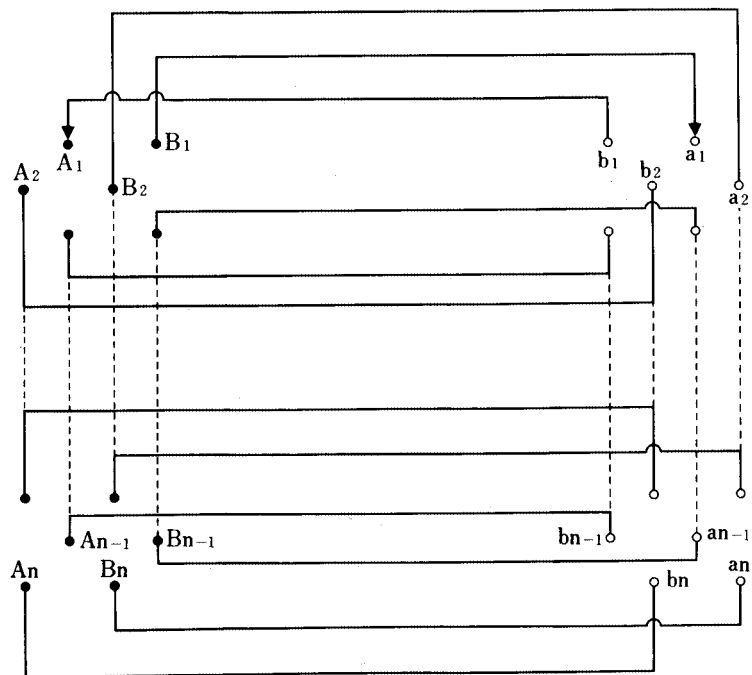 A1 B1 b1 a1
A2 B2 b2 a2
An−1 Bn−1 bn−1 an−1
An Bn bn an